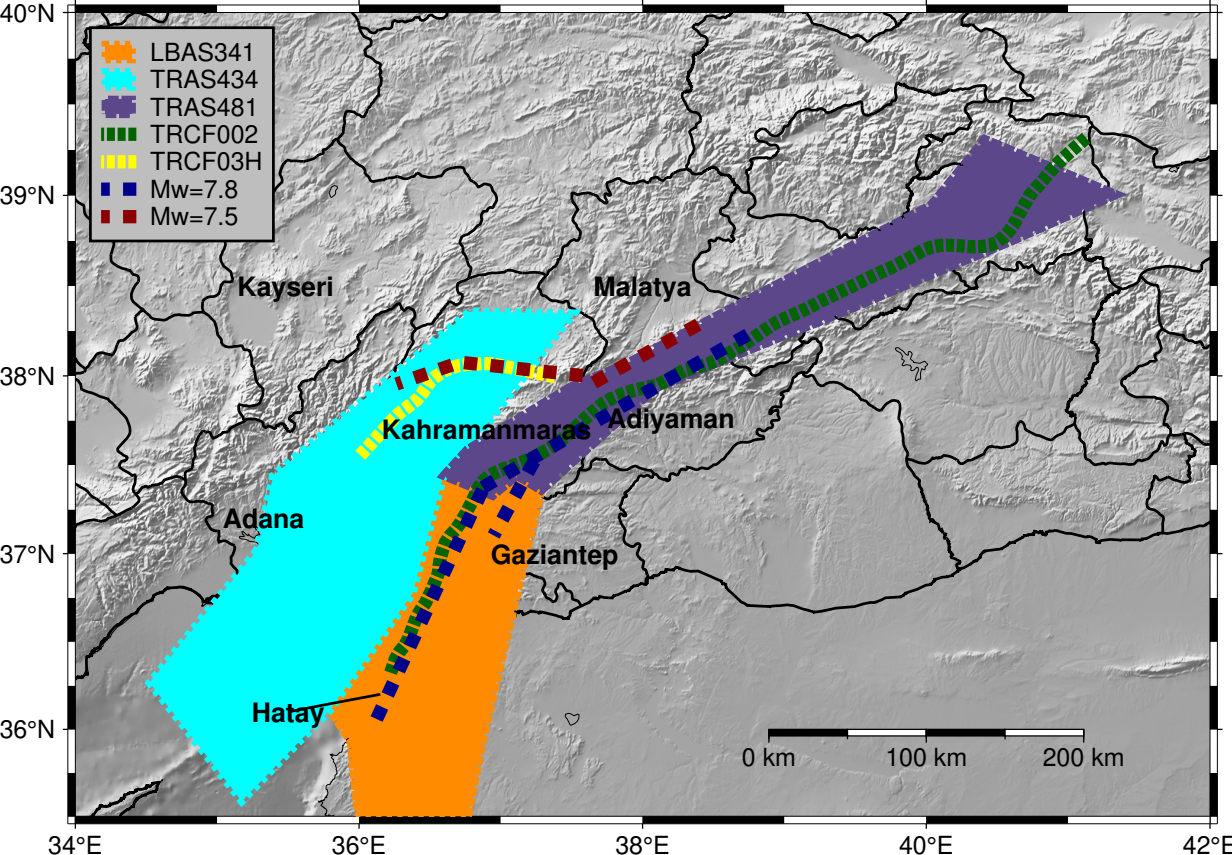 40°N
LBAS341
TRAS434
TRAS481
TRCF002
TRCF03H
Mw=7.8
Mw=7.5
39°N
Kayseri
Malatya
38°N
Kahramanmaras
Adiyaman
Adana
37°N
Gaziantep
Hatay
36°N
0 km 100 km 200 km
34°E 36°E 38°E 40°E 42°E